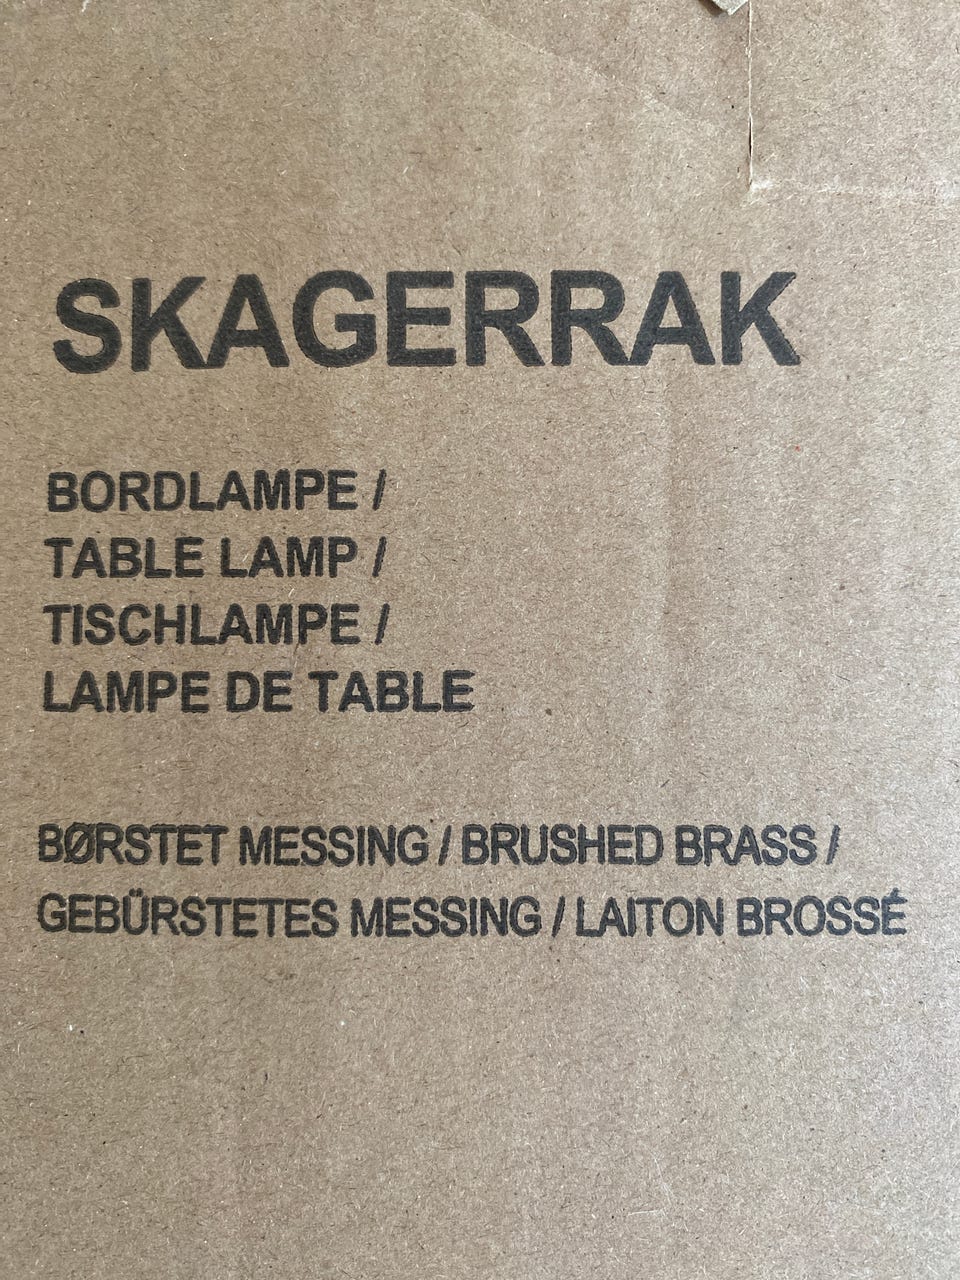 SKAGERRAK
BORDLAMPE /
TABLE LAMP /
TISCHLAMPE /
LAMPE DE TABLE
BØRSTET MESSING / BRUSHED BRASS /
GEBÜRSTETES MESSING / LAITON BROSSÉ